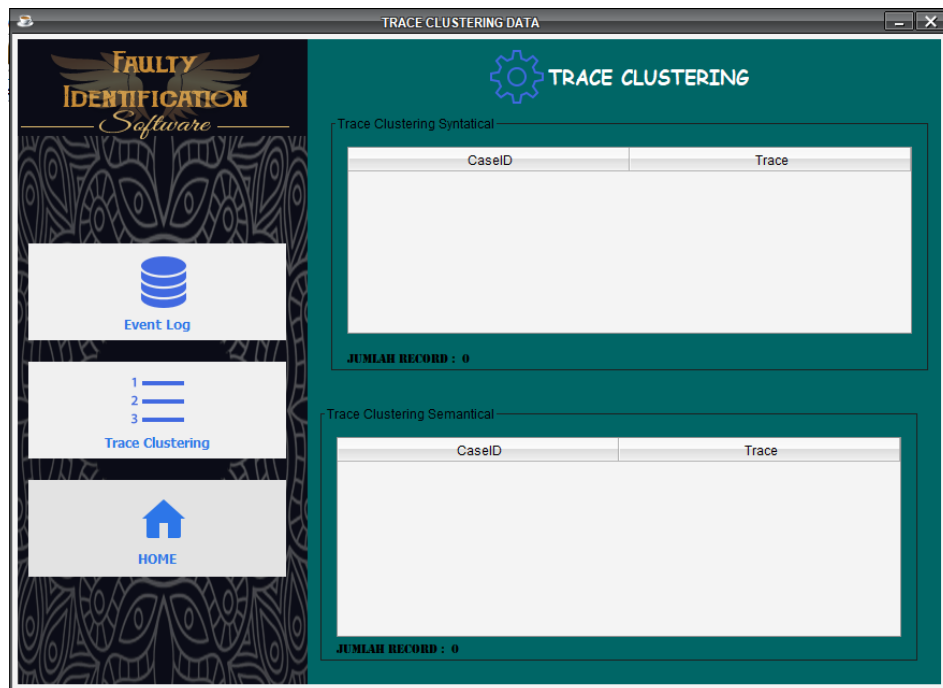 TRACE CLUSTERING DATA
FAULTY
IDENTIFICATION
Software
Event Log
1
2
3
Trace Clustering
HOME
TRACE CLUSTERING
Trace Clustering Syntatical
CaseID Trace
JUMLAH RECORD : 0
Trace Clustering Semantical
CaseID Trace
JUMLAH RECORD : 0